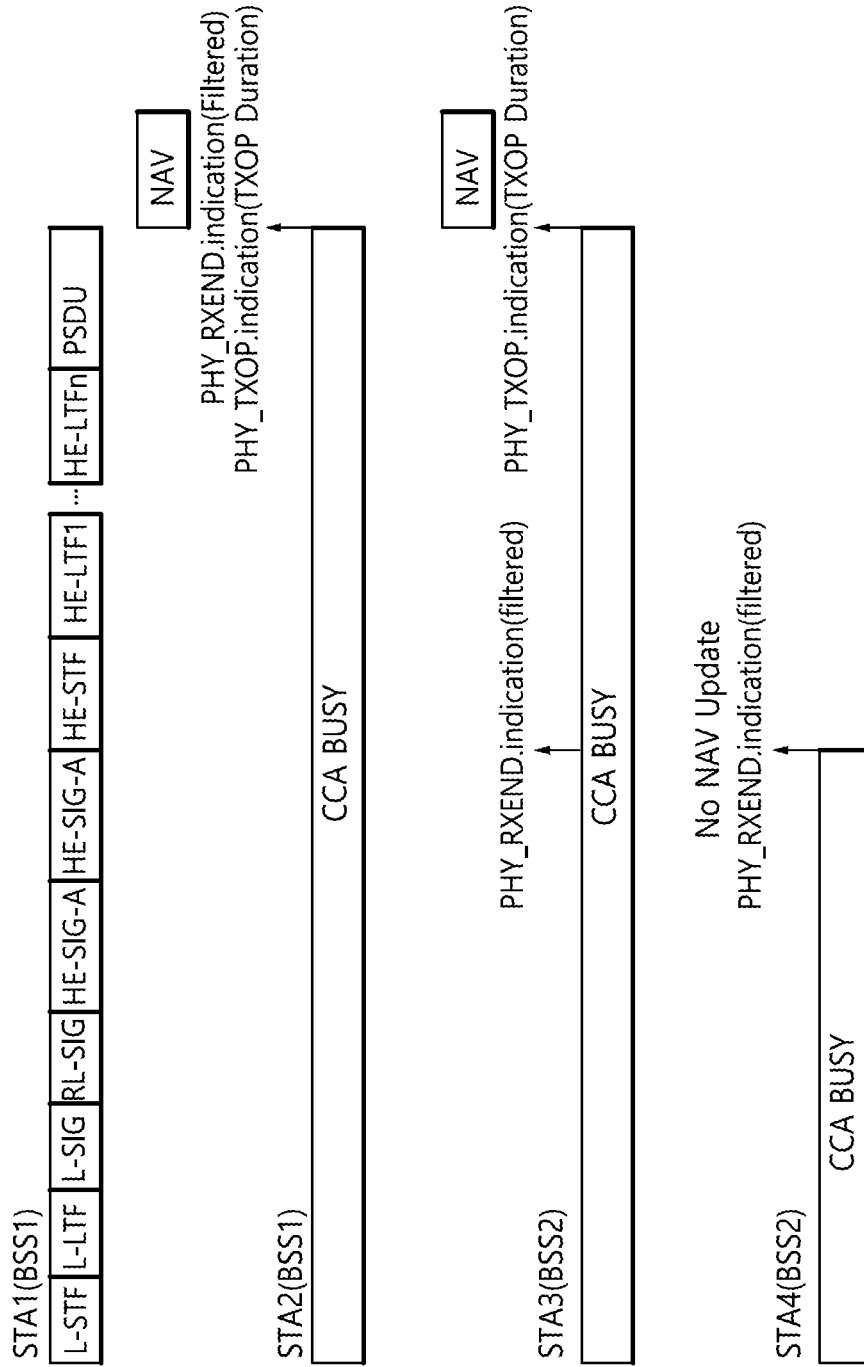 STA1(BSS1)
L-STF L-LTF L-SIG RL-SIG HE-SIG-A HE-SIG-A HE-STF HE-LTF1 ... HE-LTFn PSDU
NAV
PHY_RXEND.indication(Filtered)
PHY_TXOP.indication(TXOP Duration)
STA2(BSS1)
CCA BUSY
NAV
PHY_RXEND.indication(filtered) PHY_TXOP.indication(TXOP Duration)
STA3(BSS2)
CCA BUSY
No NAV Update
PHY_RXEND.indication(filtered)
STA4(BSS2)
CCA BUSY